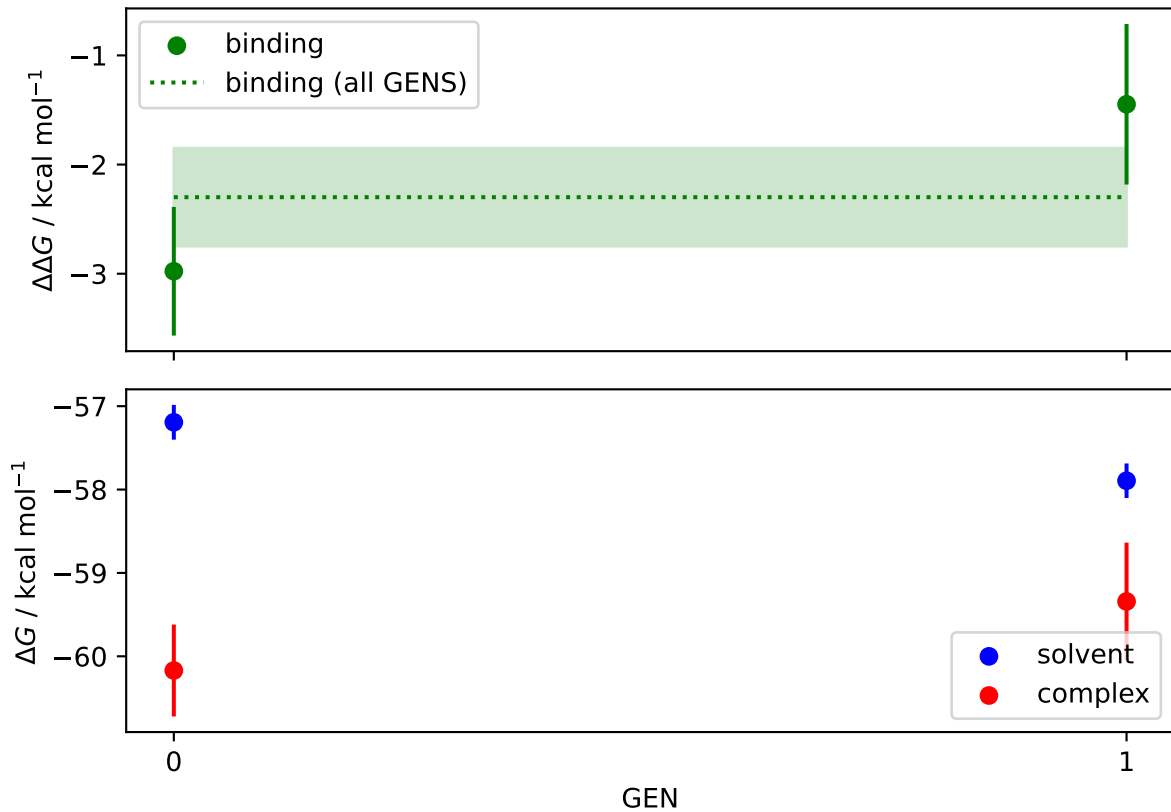 binding
binding (all GENS)
−1
−2
−3
ΔΔG / kcal mol⁻¹
−57
−58
−59
−60
ΔG / kcal mol⁻¹
solvent
complex
0
1
GEN